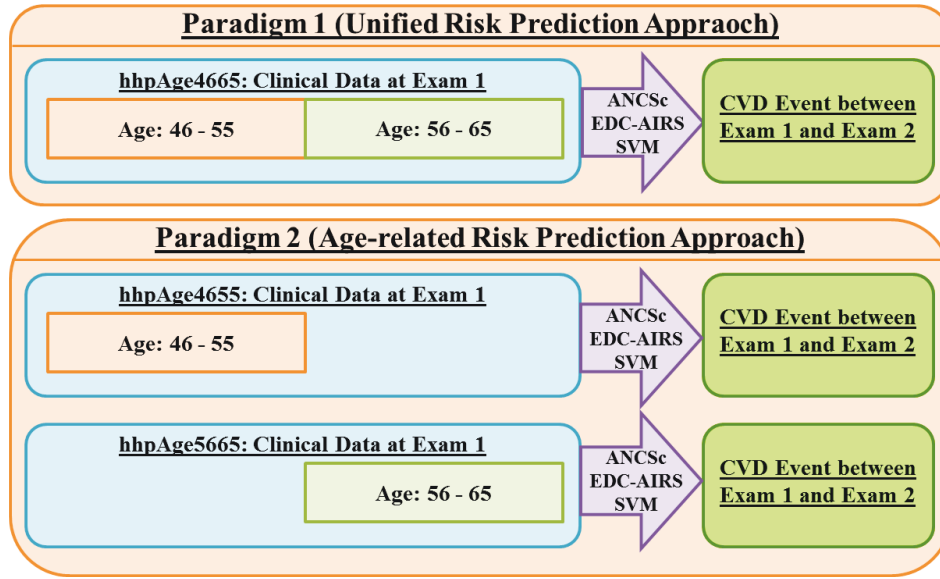 Paradigm 1 (Unified Risk Prediction Appraoch)
hhpAge4665: Clinical Data at Exam 1
Age: 46 - 55
Age: 56 - 65
ANCSc
EDC-AIRS
SVM
CVD Event between
Exam 1 and Exam 2
Paradigm 2 (Age-related Risk Prediction Approach)
hhpAge4655: Clinical Data at Exam 1
Age: 46 - 55
ANCSc
EDC-AIRS
SVM
CVD Event between
Exam 1 and Exam 2
hhpAge5665: Clinical Data at Exam 1
Age: 56 - 65
ANCSc
EDC-AIRS
SVM
CVD Event between
Exam 1 and Exam 2